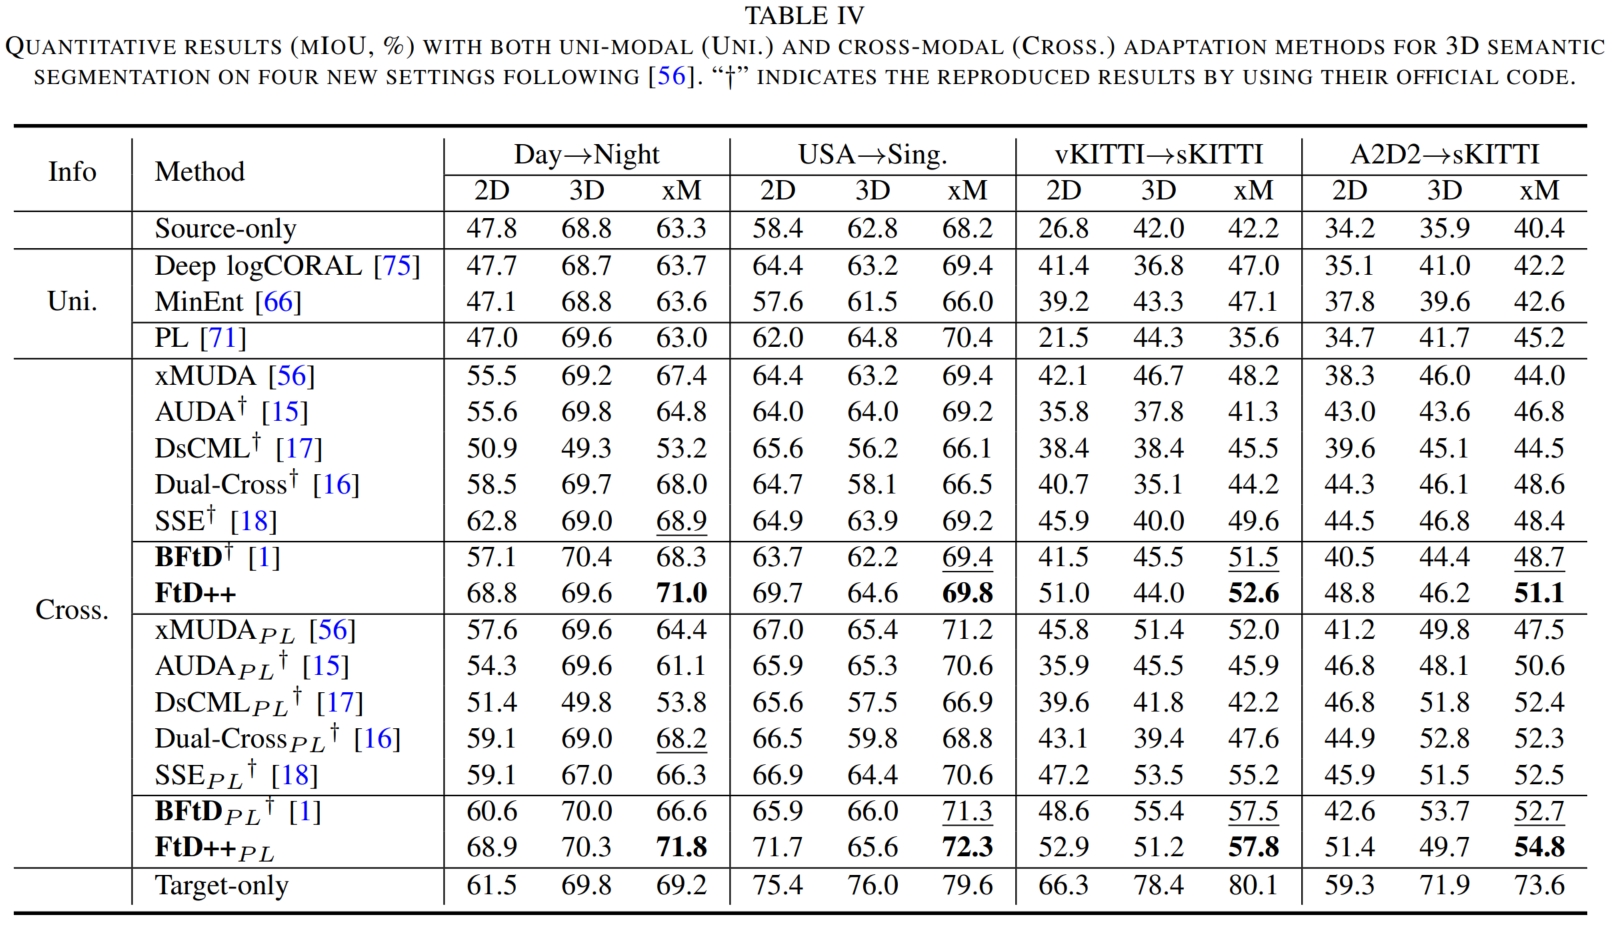 TABLE IV
QUANTITATIVE RESULTS (MIOU, %) WITH BOTH UNI-MODAL (UNI.) AND CROSS-MODAL (CROSS.) ADAPTATION METHODS FOR 3D SEMANTIC
SEGMENTATION ON FOUR NEW SETTINGS FOLLOWING [56]. “†” INDICATES THE REPRODUCED RESULTS BY USING THEIR OFFICIAL CODE.
Info Method Day→Night USA→Sing. vKITTI→sKITTI A2D2→sKITTI
2D 3D xM 2D 3D xM 2D 3D xM 2D 3D xM
Source-only 47.8 68.8 63.3 58.4 62.8 68.2 26.8 42.0 42.2 34.2 35.9 40.4
Deep logCORAL [75] 47.7 68.7 63.7 64.4 63.2 69.4 41.4 36.8 47.0 35.1 41.0 42.2
Uni. MinEnt [66] 47.1 68.8 63.6 57.6 61.5 66.0 39.2 43.3 47.1 37.8 39.6 42.6
PL [71] 47.0 69.6 63.0 62.0 64.8 70.4 21.5 44.3 35.6 34.7 41.7 45.2
xMUDA [56] 55.5 69.2 67.4 64.4 63.2 69.4 42.1 46.7 48.2 38.3 46.0 44.0
AUDA† [15] 55.6 69.8 64.8 64.0 64.0 69.2 35.8 37.8 41.3 43.0 43.6 46.8
DsCML† [17] 50.9 49.3 53.2 65.6 56.2 66.1 38.4 38.4 45.5 39.6 45.1 44.5
Dual-Cross† [16] 58.5 69.7 68.0 64.7 58.1 66.5 40.7 35.1 44.2 44.3 46.1 48.6
SSE† [18] 62.8 69.0 68.9 64.9 63.9 69.2 45.9 40.0 49.6 44.5 46.8 48.4
BFtD† [1] 57.1 70.4 68.3 63.7 62.2 69.4 41.5 45.5 51.5 40.5 44.4 48.7
Cross. FtD++ 68.8 69.6 71.0 69.7 64.6 69.8 51.0 44.0 52.6 48.8 46.2 51.1
xMUDAPL [56] 57.6 69.6 64.4 67.0 65.4 71.2 45.8 51.4 52.0 41.2 49.8 47.5
AUDAPL† [15] 54.3 69.6 61.1 65.9 65.3 70.6 35.9 45.5 45.9 46.8 48.1 50.6
DsCMLPL† [17] 51.4 49.8 53.8 65.6 57.5 66.9 39.6 41.8 42.2 46.8 51.8 52.4
Dual-CrossPL† [16] 59.1 69.0 68.2 66.5 59.8 68.8 43.1 39.4 47.6 44.9 52.8 52.3
SSEPL† [18] 59.1 67.0 66.3 66.9 64.4 70.6 47.2 53.5 55.2 45.9 51.5 52.5
BFtDPL† [1] 60.6 70.0 66.6 65.9 66.0 71.3 48.6 55.4 57.5 42.6 53.7 52.7
FtD++PL 68.9 70.3 71.8 71.7 65.6 72.3 52.9 51.2 57.8 51.4 49.7 54.8
Target-only 61.5 69.8 69.2 75.4 76.0 79.6 66.3 78.4 80.1 59.3 71.9 73.6